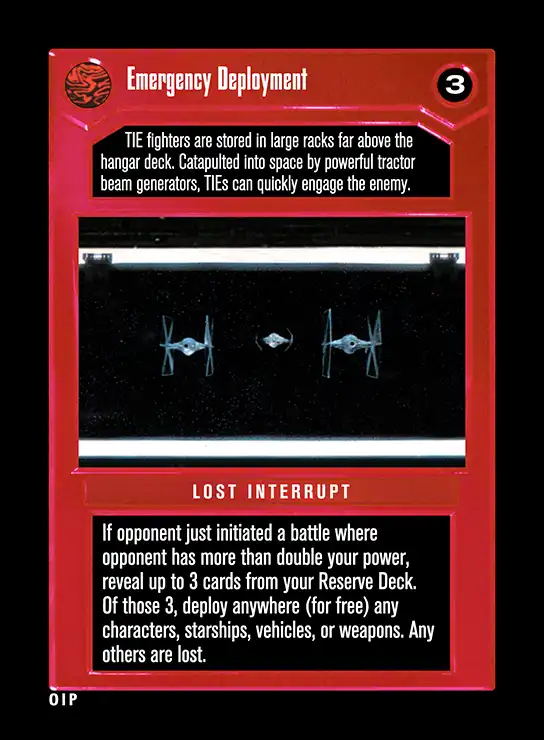 Emergency Deployment
3
TIE fighters are stored in large racks far above the
hangar deck. Catapulted into space by powerful tractor
beam generators, TIEs can quickly engage the enemy.
LOST INTERRUPT
If opponent just initiated a battle where
opponent has more than double your power,
reveal up to 3 cards from your Reserve Deck.
Of those 3, deploy anywhere (for free) any
characters, starships, vehicles, or weapons. Any
others are lost.
OIP